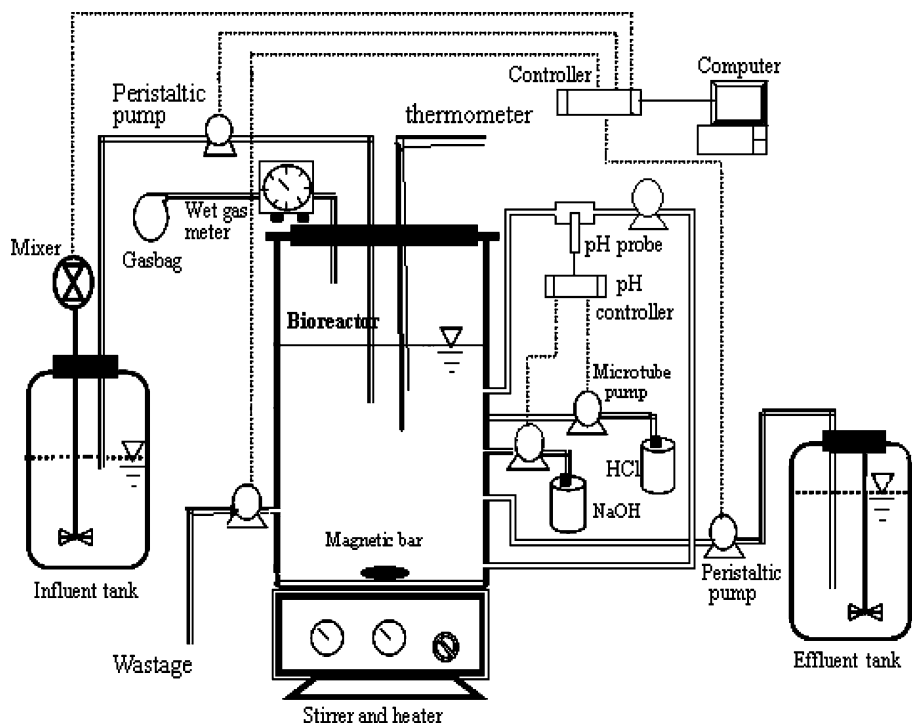 Controller
Computer
Peristaltic
pump
thermometer
Wet gas
meter
Gasbag
Mixer
pH probe
pH
controller
Bioreactor
Microtube
pump
HCl
NaOH
Magnetic bar
Influent tank
Peristaltic
pump
Wastage
Effluent tank
Stirrer and heater